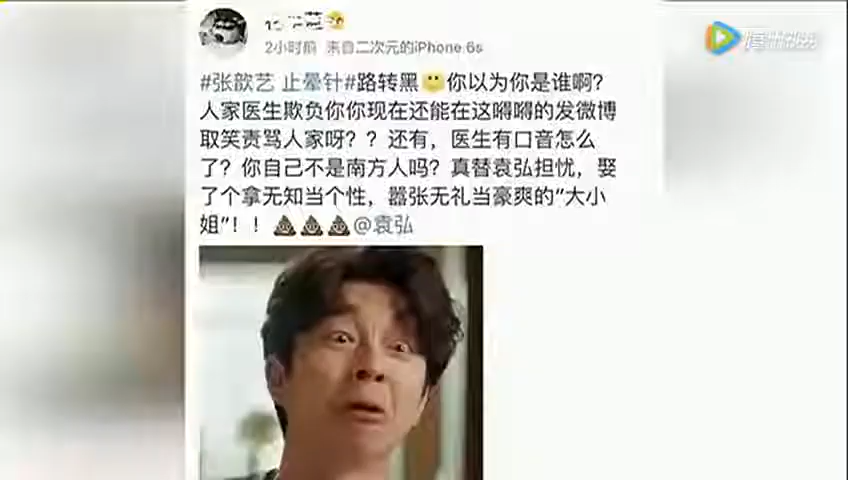 2小时前 来自二次元的iPhone 6s
#张歆艺 止晕针#路转黑 你以为你是谁啊?
人家医生欺负你你现在还能在这嘚嘚的发微博
取笑责骂人家呀？？还有，医生有口音怎么
了？你自己不是南方人吗？真替袁弘担忧，娶
了个拿无知当个性，嚣张无礼当豪爽的“大小
姐”！！ @袁弘
腾讯视频